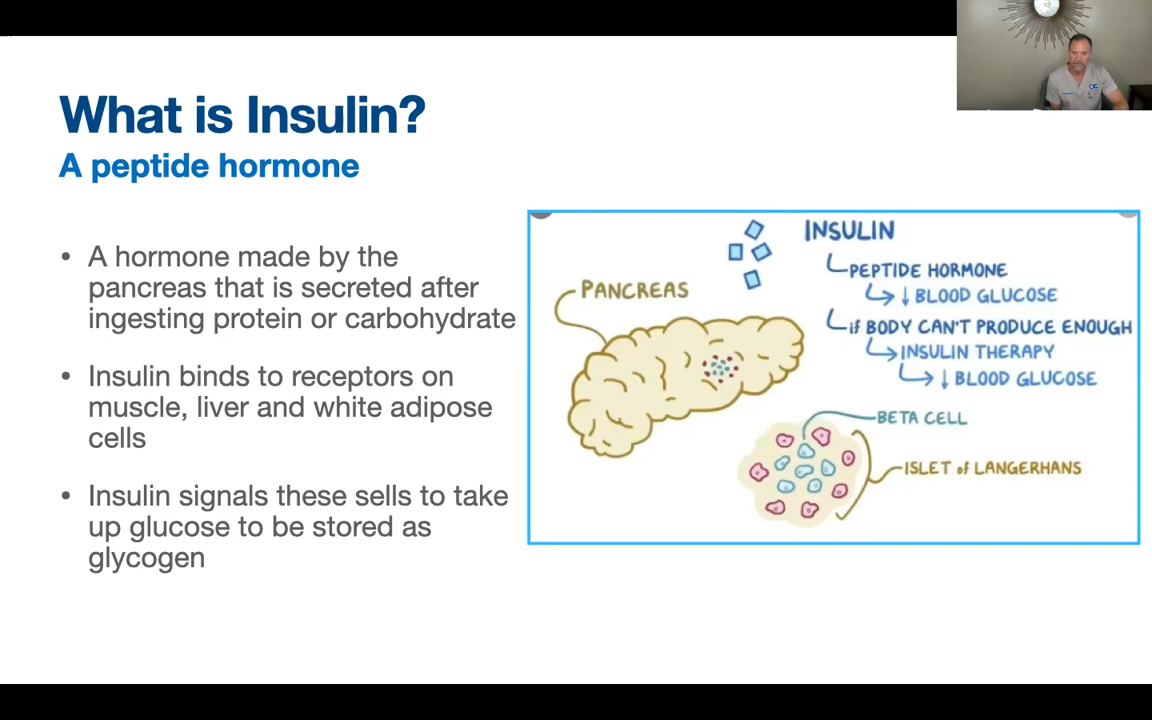 What is Insulin?
A peptide hormone
• A hormone made by the
pancreas that is secreted after
ingesting protein or carbohydrate
• Insulin binds to receptors on
muscle, liver and white adipose
cells
• Insulin signals these sells to take
up glucose to be stored as
glycogen
INSULIN
PEPTIDE HORMONE
↓ BLOOD GLUCOSE
if BODY CAN'T PRODUCE ENOUGH
INSULIN THERAPY
↓ BLOOD GLUCOSE
PANCREAS
BETA CELL
ISLET of LANGERHANS